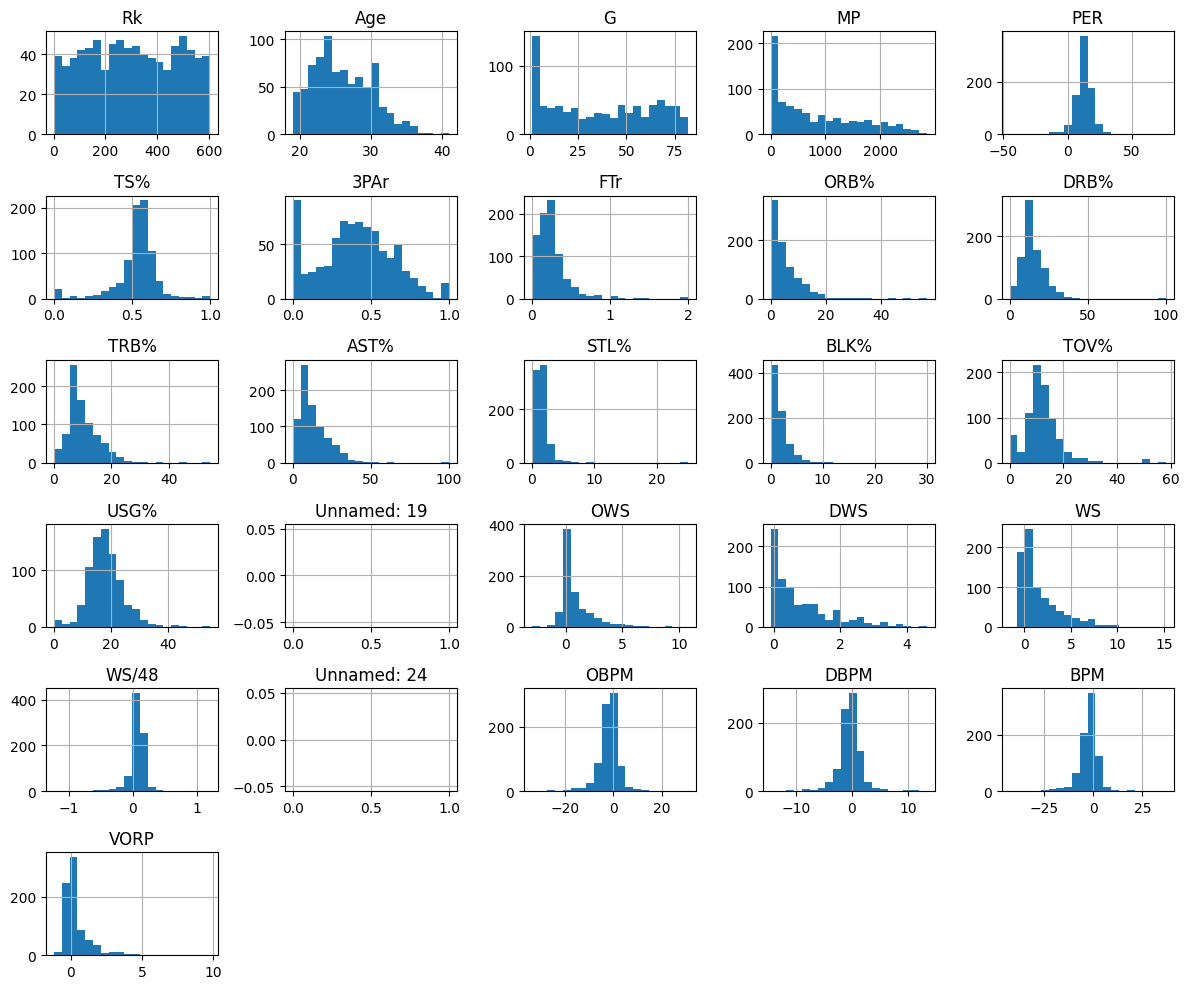 Rk Age G MP PER
40 20 0 0 200 400 600
100 50 0 20 30 40
100 0 0 25 50 75
200 100 0 0 1000 2000
200 0 −50 0 50
TS% 3PAr FTr ORB% DRB%
200 100 0 0.0 0.5 1.0
50 0 0.0 0.5 1.0
200 100 0 0 1 2
200 0 0 20 40
200 0 0 50 100
TRB% AST% STL% BLK% TOV%
200 100 0 0 20 40
200 100 0 0 50 100
200 0 0 10 20
400 200 0 0 10 20 30
200 100 0 0 20 40 60
USG% Unnamed: 19 OWS DWS WS
100 0 0 20 40
0.05 0.00 −0.05 0.0 0.5 1.0
400 200 0 0 5 10
200 100 0 0 2 4
200 100 0 0 5 10 15
WS/48 Unnamed: 24 OBPM DBPM BPM
400 200 0 −1 0 1
0.05 0.00 −0.05 0.0 0.5 1.0
200 0 −20 0 20
200 0 −10 0 10
200 0 −25 0 25
VORP
200 0 0 5 10